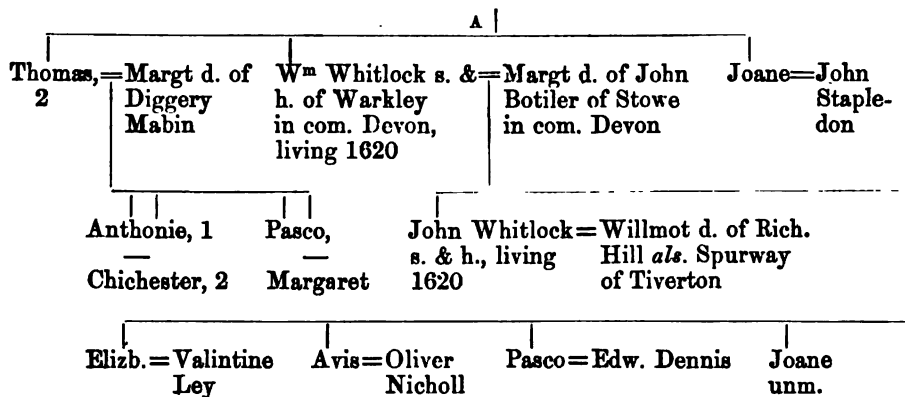 A
Thomas, = Margt d. of Wᵐ Whitlock s. & = Margt d. of John Joane = John
2 Diggery h. of Warkley Botiler of Stowe Staple-
Mabin in com. Devon, in com. Devon don
living 1620
Anthonie, 1 Pasco, John Whitlock = Willmot d. of Rich.
— — s. & h., living Hill als. Spurway
Chichester, 2 Margaret 1620 of Tiverton
Elizb. = Valintine Avis = Oliver Pasco = Edw. Dennis Joane
Ley Nicholl unm.